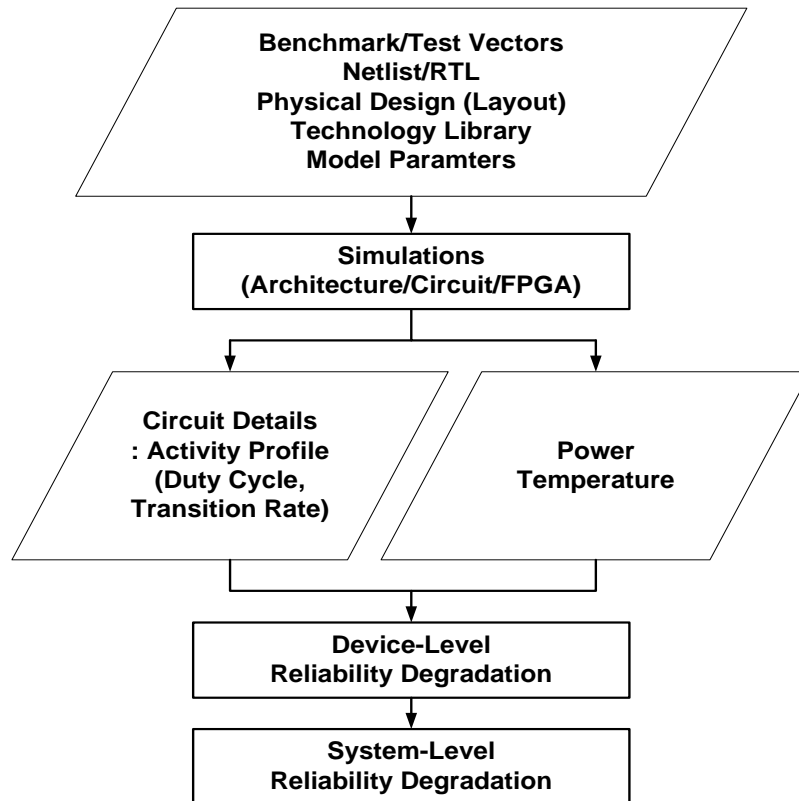 Benchmark/Test Vectors
Netlist/RTL
Physical Design (Layout)
Technology Library
Model Paramters
Simulations
(Architecture/Circuit/FPGA)
Circuit Details
: Activity Profile
(Duty Cycle,
Transition Rate)
Power
Temperature
Device-Level
Reliability Degradation
System-Level
Reliability Degradation